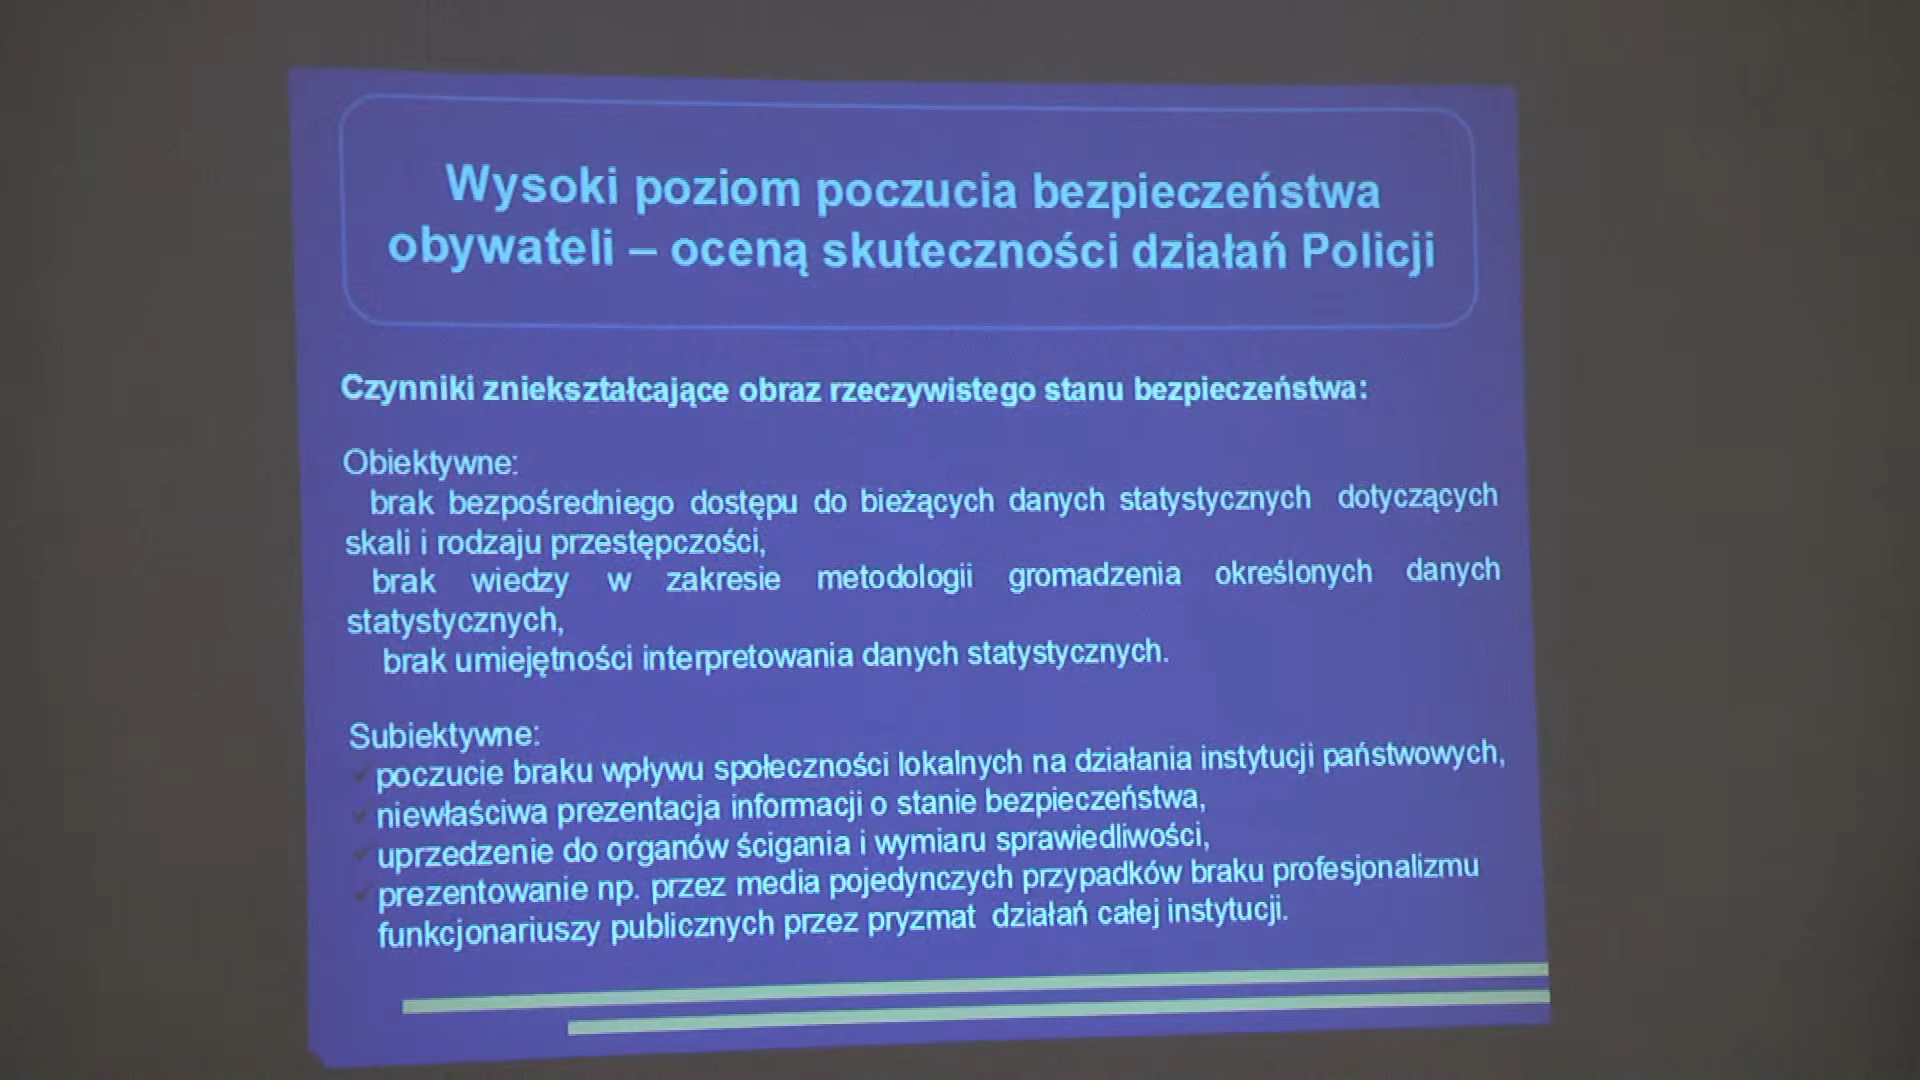 Wysoki poziom poczucia bezpieczeństwa
obywateli – oceną skuteczności działań Policji
Czynniki zniekształcające obraz rzeczywistego stanu bezpieczeństwa:
Obiektywne:
brak bezpośredniego dostępu do bieżących danych statystycznych dotyczących
skali i rodzaju przestępczości,
brak wiedzy w zakresie metodologii gromadzenia określonych danych
statystycznych,
brak umiejętności interpretowania danych statystycznych.
Subiektywne:
poczucie braku wpływu społeczności lokalnych na działania instytucji państwowych,
niewłaściwa prezentacja informacji o stanie bezpieczeństwa,
uprzedzenie do organów ścigania i wymiaru sprawiedliwości,
prezentowanie np. przez media pojedynczych przypadków braku profesjonalizmu
funkcjonariuszy publicznych przez pryzmat działań całej instytucji.